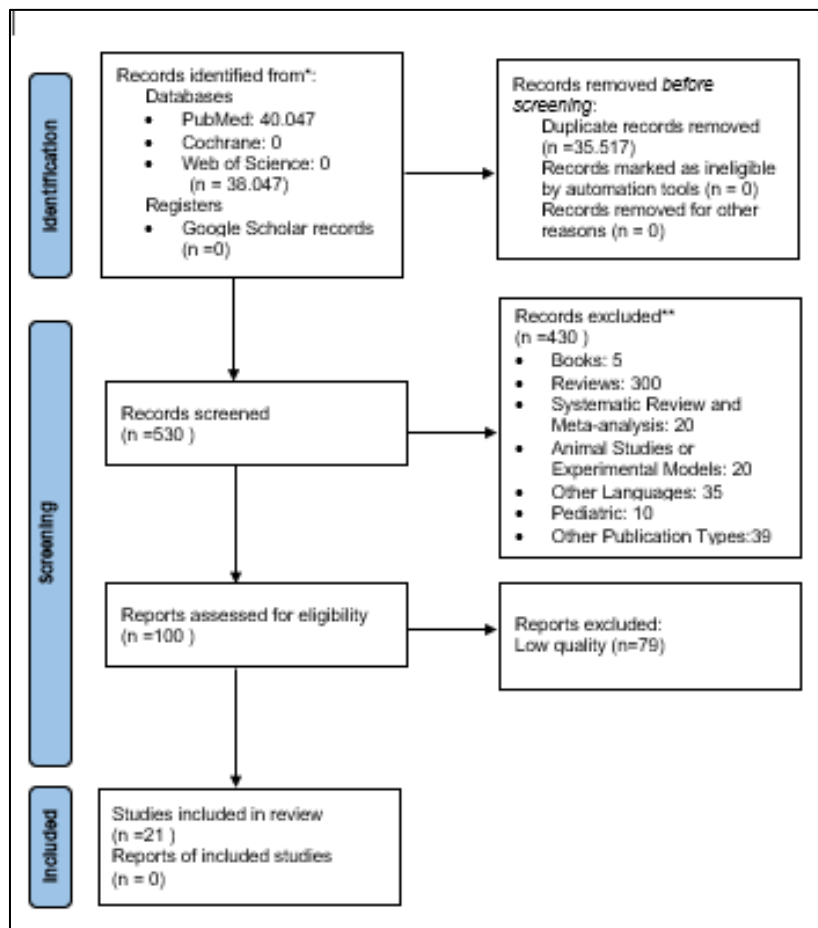 Identification
Records identified from*:
Databases
• PubMed: 40.047
• Cochrane: 0
• Web of Science: 0
(n = 38.047)
Registers
• Google Scholar records
(n =0)
Records removed before
screening:
Duplicate records removed
(n =35.517)
Records marked as ineligible
by automation tools (n = 0)
Records removed for other
reasons (n = 0)
Screening
Records screened
(n =530 )
Records excluded**
(n =430 )
• Books: 5
• Reviews: 300
• Systematic Review and
Meta-analysis: 20
• Animal Studies or
Experimental Models: 20
• Other Languages: 35
• Pediatric: 10
• Other Publication Types:39
Reports assessed for eligibility
(n =100 )
Reports excluded:
Low quality (n=79)
Included
Studies included in review
(n =21 )
Reports of included studies
(n = 0)